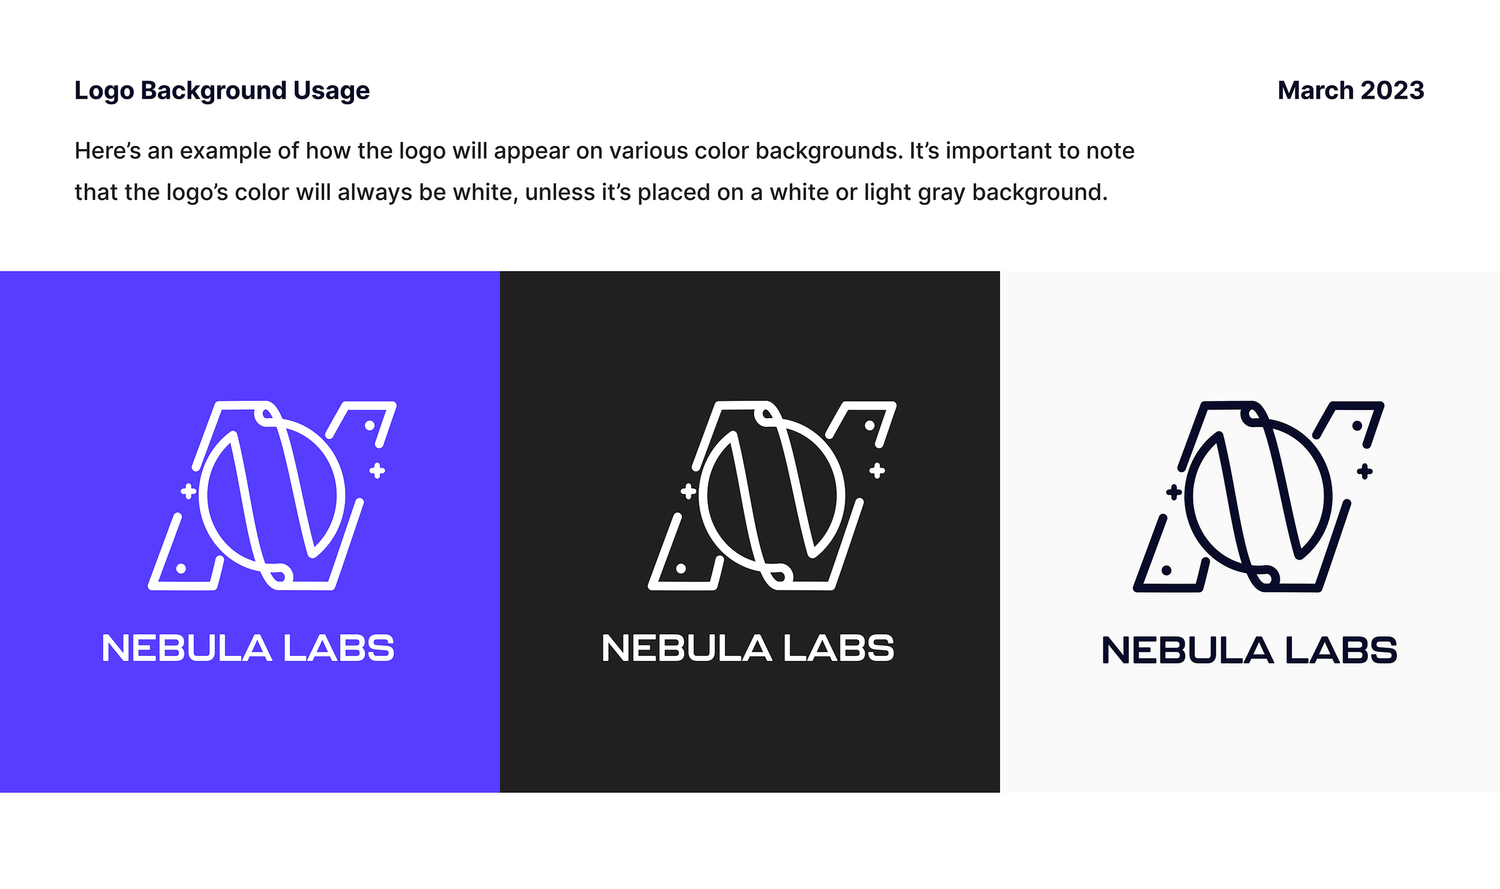 Logo Background Usage
March 2023
Here’s an example of how the logo will appear on various color backgrounds. It’s important to note
that the logo’s color will always be white, unless it’s placed on a white or light gray background.
NEBULA LABS
NEBULA LABS
NEBULA LABS